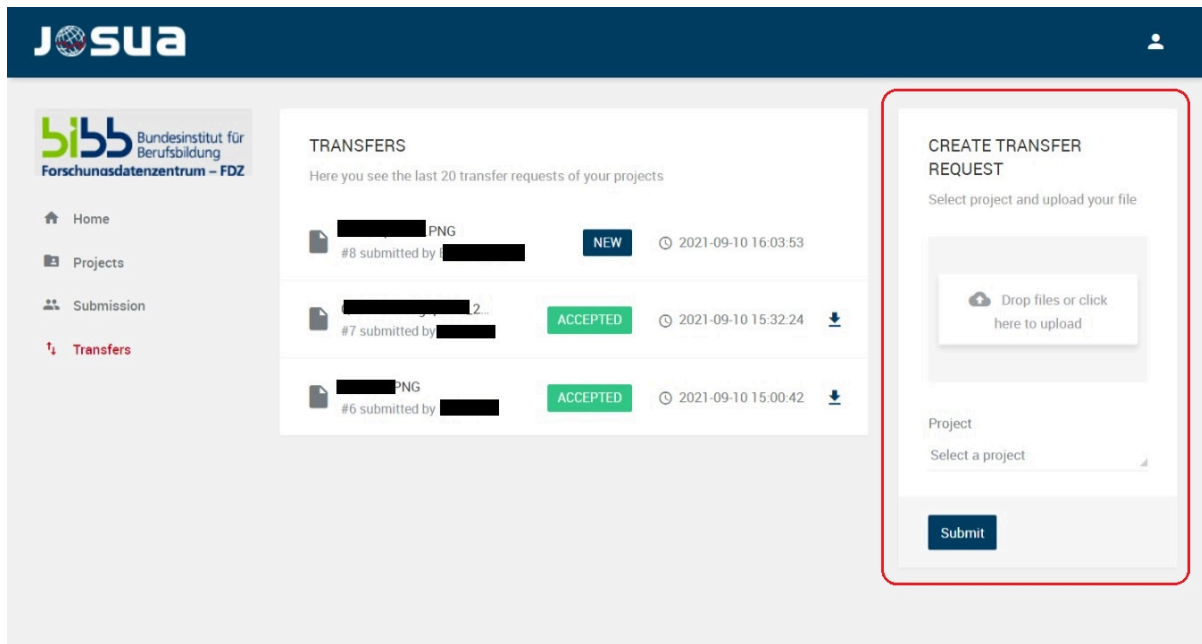 JOSUA
bibb Bundesinstitut für
Berufsbildung
Forschungsdatenzentrum – FDZ
Home
Projects
Submission
Transfers
TRANSFERS
Here you see the last 20 transfer requests of your projects
.PNG
#8 submitted by
NEW
2021-09-10 16:03:53
_2...
#7 submitted by
ACCEPTED
2021-09-10 15:32:24
PNG
#6 submitted by
ACCEPTED
2021-09-10 15:00:42
CREATE TRANSFER
REQUEST
Select project and upload your file
Drop files or click
here to upload
Project
Select a project
Submit